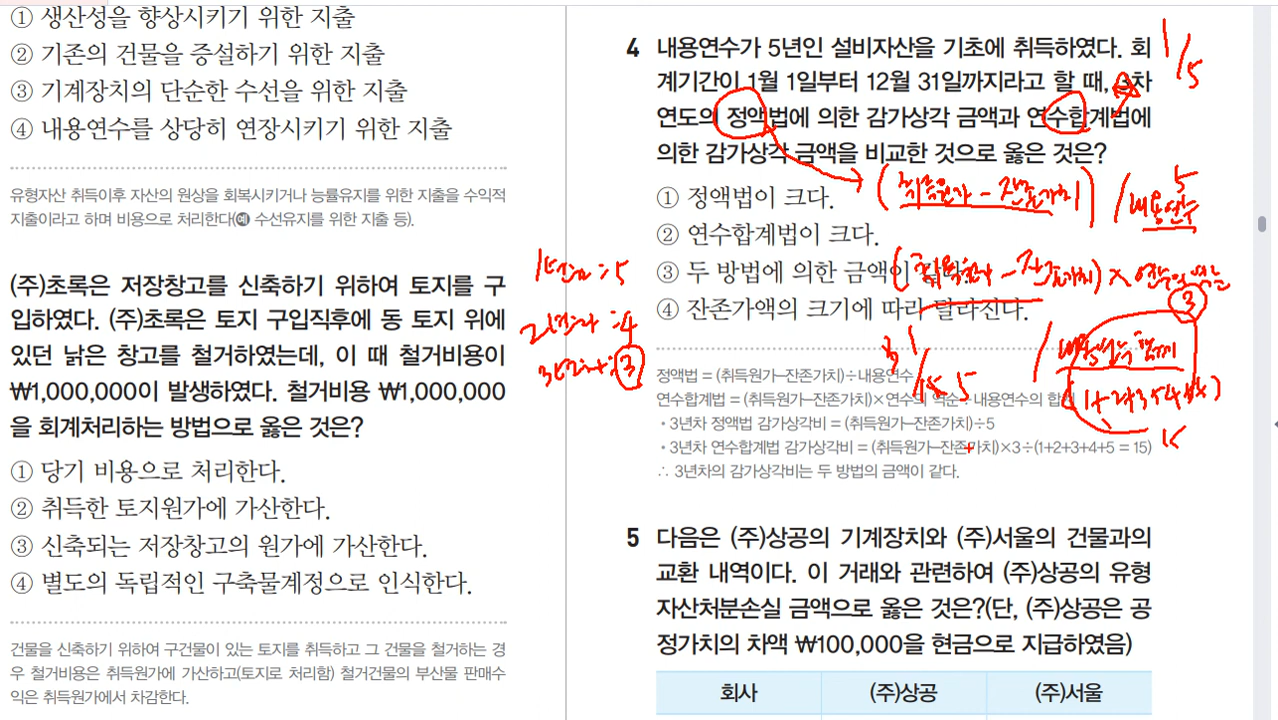 ① 생산성을 향상시키기 위한 지출
② 기존의 건물을 증설하기 위한 지출
③ 기계장치의 단순한 수선을 위한 지출
④ 내용연수를 상당히 연장시키기 위한 지출
유형자산 취득이후 자산의 원상을 회복시키거나 능률유지를 위한 지출을 수익적
지출이라고 하며 비용으로 처리한다(예 수선유지를 위한 지출 등).
(주)초록은 저장창고를 신축하기 위하여 토지를 구
입하였다. (주)초록은 토지 구입직후에 동 토지 위에
있던 낡은 창고를 철거하였는데, 이 때 철거비용이
₩1,000,000이 발생하였다. 철거비용 ₩1,000,000
을 회계처리하는 방법으로 옳은 것은?
① 당기 비용으로 처리한다.
② 취득한 토지원가에 가산한다.
③ 신축되는 저장창고의 원가에 가산한다.
④ 별도의 독립적인 구축물계정으로 인식한다.
건물을 신축하기 위하여 구건물이 있는 토지를 취득하고 그 건물을 철거하는 경
우 철거비용은 취득원가에 가산하고(토지로 처리함) 철거건물의 부산물 판매수
익은 취득원가에서 차감한다.
1년차 : 5
2년차 : 4
3년차 : 3
4 내용연수가 5년인 설비자산을 기초에 취득하였다. 회
계기간이 1월 1일부터 12월 31일까지라고 할 때, 3차
연도의 정액법에 의한 감가상각 금액과 연수합계법에
의한 감가상각 금액을 비교한 것으로 옳은 것은?
1/5
① 정액법이 크다.
(취득원가 - 잔존가치) / 내용연수
5
② 연수합계법이 크다.
③ 두 방법에 의한 금액이 같다.
(취득원가 - 잔존가치) × 연수의 역순
3
④ 잔존가액의 크기에 따라 달라진다.
/ 내용연수 합계
(1+2+3+4+5)
15
정액법 = (취득원가–잔존가치)÷내용연수
연수합계법 = (취득원가–잔존가치)×연수의 역순÷내용연수의 합계
• 3년차 정액법 감가상각비 = (취득원가–잔존가치)÷5
• 3년차 연수합계법 감가상각비 = (취득원가–잔존가치)×3÷(1+2+3+4+5 = 15)
∴ 3년차의 감가상각비는 두 방법의 금액이 같다.
5 다음은 (주)상공의 기계장치와 (주)서울의 건물과의
교환 내역이다. 이 거래와 관련하여 (주)상공의 유형
자산처분손실 금액으로 옳은 것은?(단, (주)상공은 공
정가치의 차액 ₩100,000을 현금으로 지급하였음)
회사 (주)상공 (주)서울